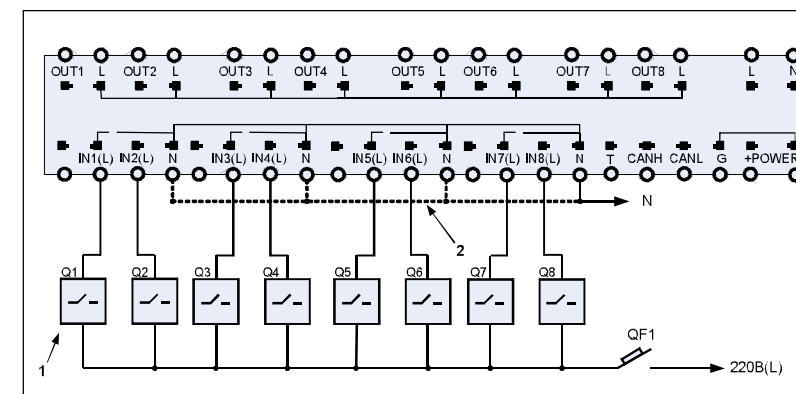 OUT1 L OUT2 L OUT3 L OUT4 L OUT5 L OUT6 L OUT7 L OUT8 L L N
IN1(L) IN2(L) N IN3(L) IN4(L) N IN5(L) IN6(L) N IN7(L) IN8(L) N T CANH CANL G +POWER
N
2
Q1 Q2 Q3 Q4 Q5 Q6 Q7 Q8
QF1
1
220В(L)